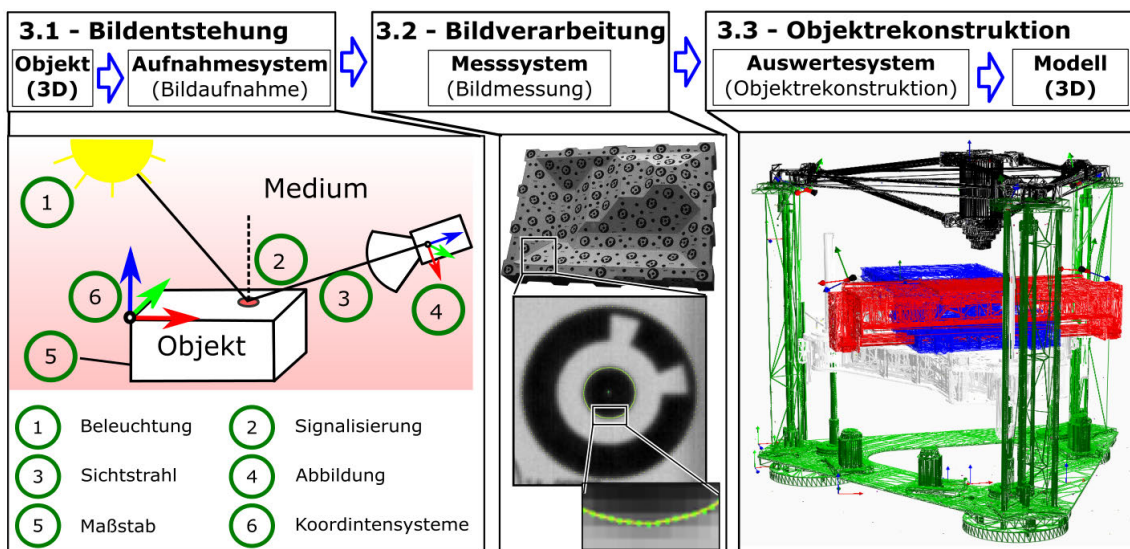 3.1 - Bildentstehung
Objekt
(3D)
Aufnahmesystem
(Bildaufnahme)
3.2 - Bildverarbeitung
Messsystem
(Bildmessung)
3.3 - Objektrekonstruktion
Auswertesystem
(Objektrekonstruktion)
Modell
(3D)
Medium
1
2
3
4
6
Objekt
5
1 Beleuchtung
2 Signalisierung
3 Sichtstrahl
4 Abbildung
5 Maßstab
6 Koordintensysteme